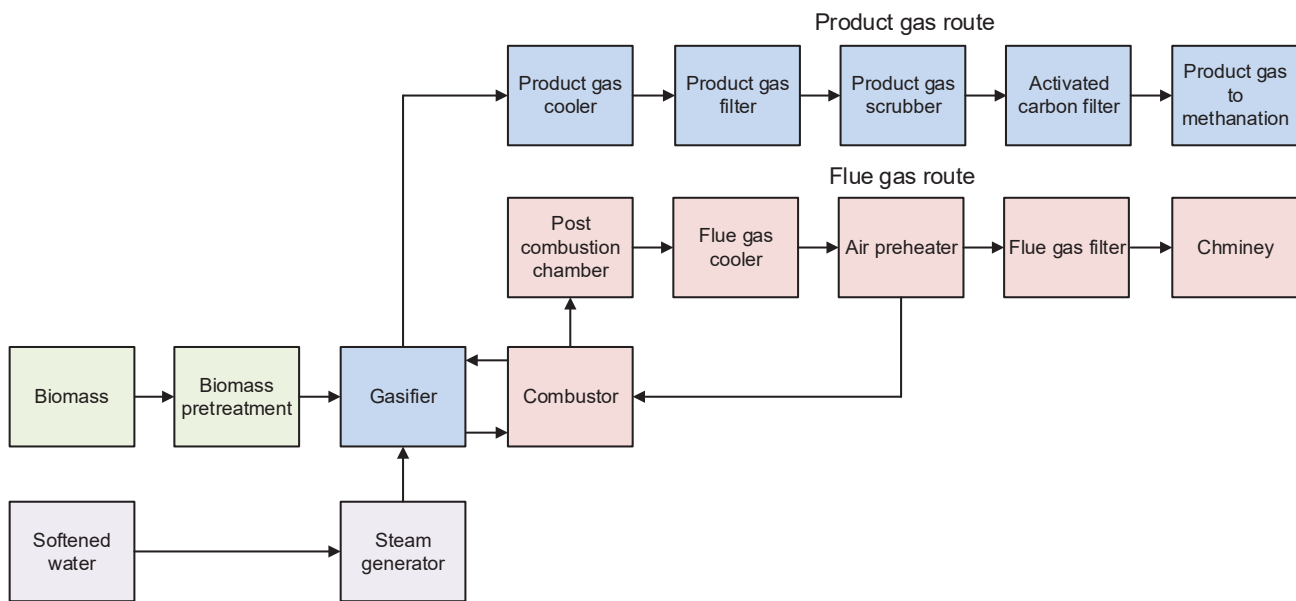 Product gas route
Product gas
cooler
Product gas
filter
Product gas
scrubber
Activated
carbon filter
Product gas
to
methanation
Flue gas route
Post
combustion
chamber
Flue gas
cooler
Air preheater
Flue gas filter
Chminey
Biomass
Biomass
pretreatment
Gasifier
Combustor
Softened
water
Steam
generator